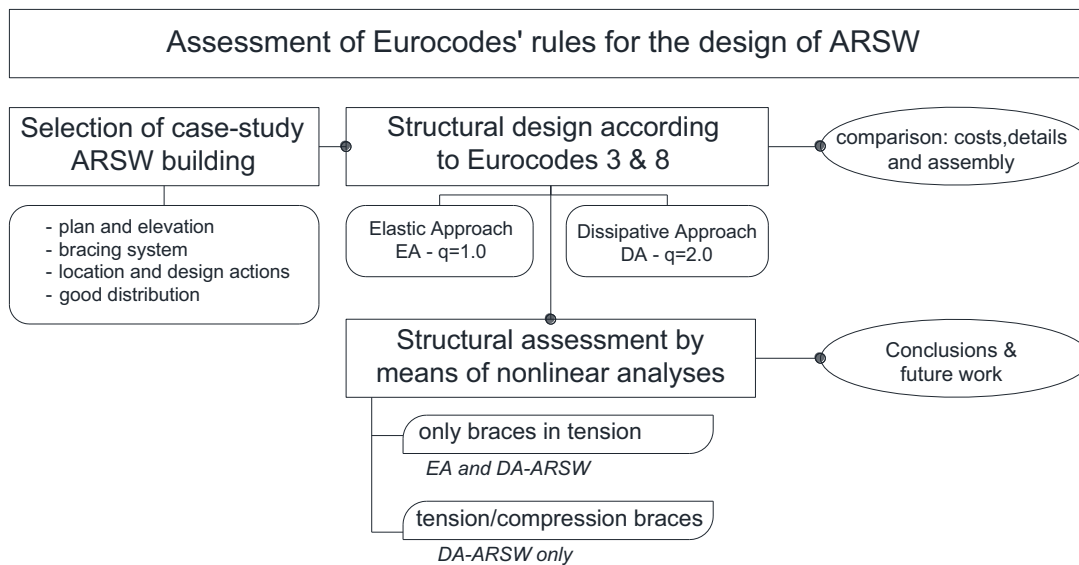 Assessment of Eurocodes' rules for the design of ARSW
Selection of case-study
ARSW building
- plan and elevation
- bracing system
- location and design actions
- good distribution
Structural design according
to Eurocodes 3 & 8
comparison: costs,details
and assembly
Elastic Approach
EA - q=1.0
Dissipative Approach
DA - q=2.0
Structural assessment by
means of nonlinear analyses
Conclusions &
future work
only braces in tension
EA and DA-ARSW
tension/compression braces
DA-ARSW only